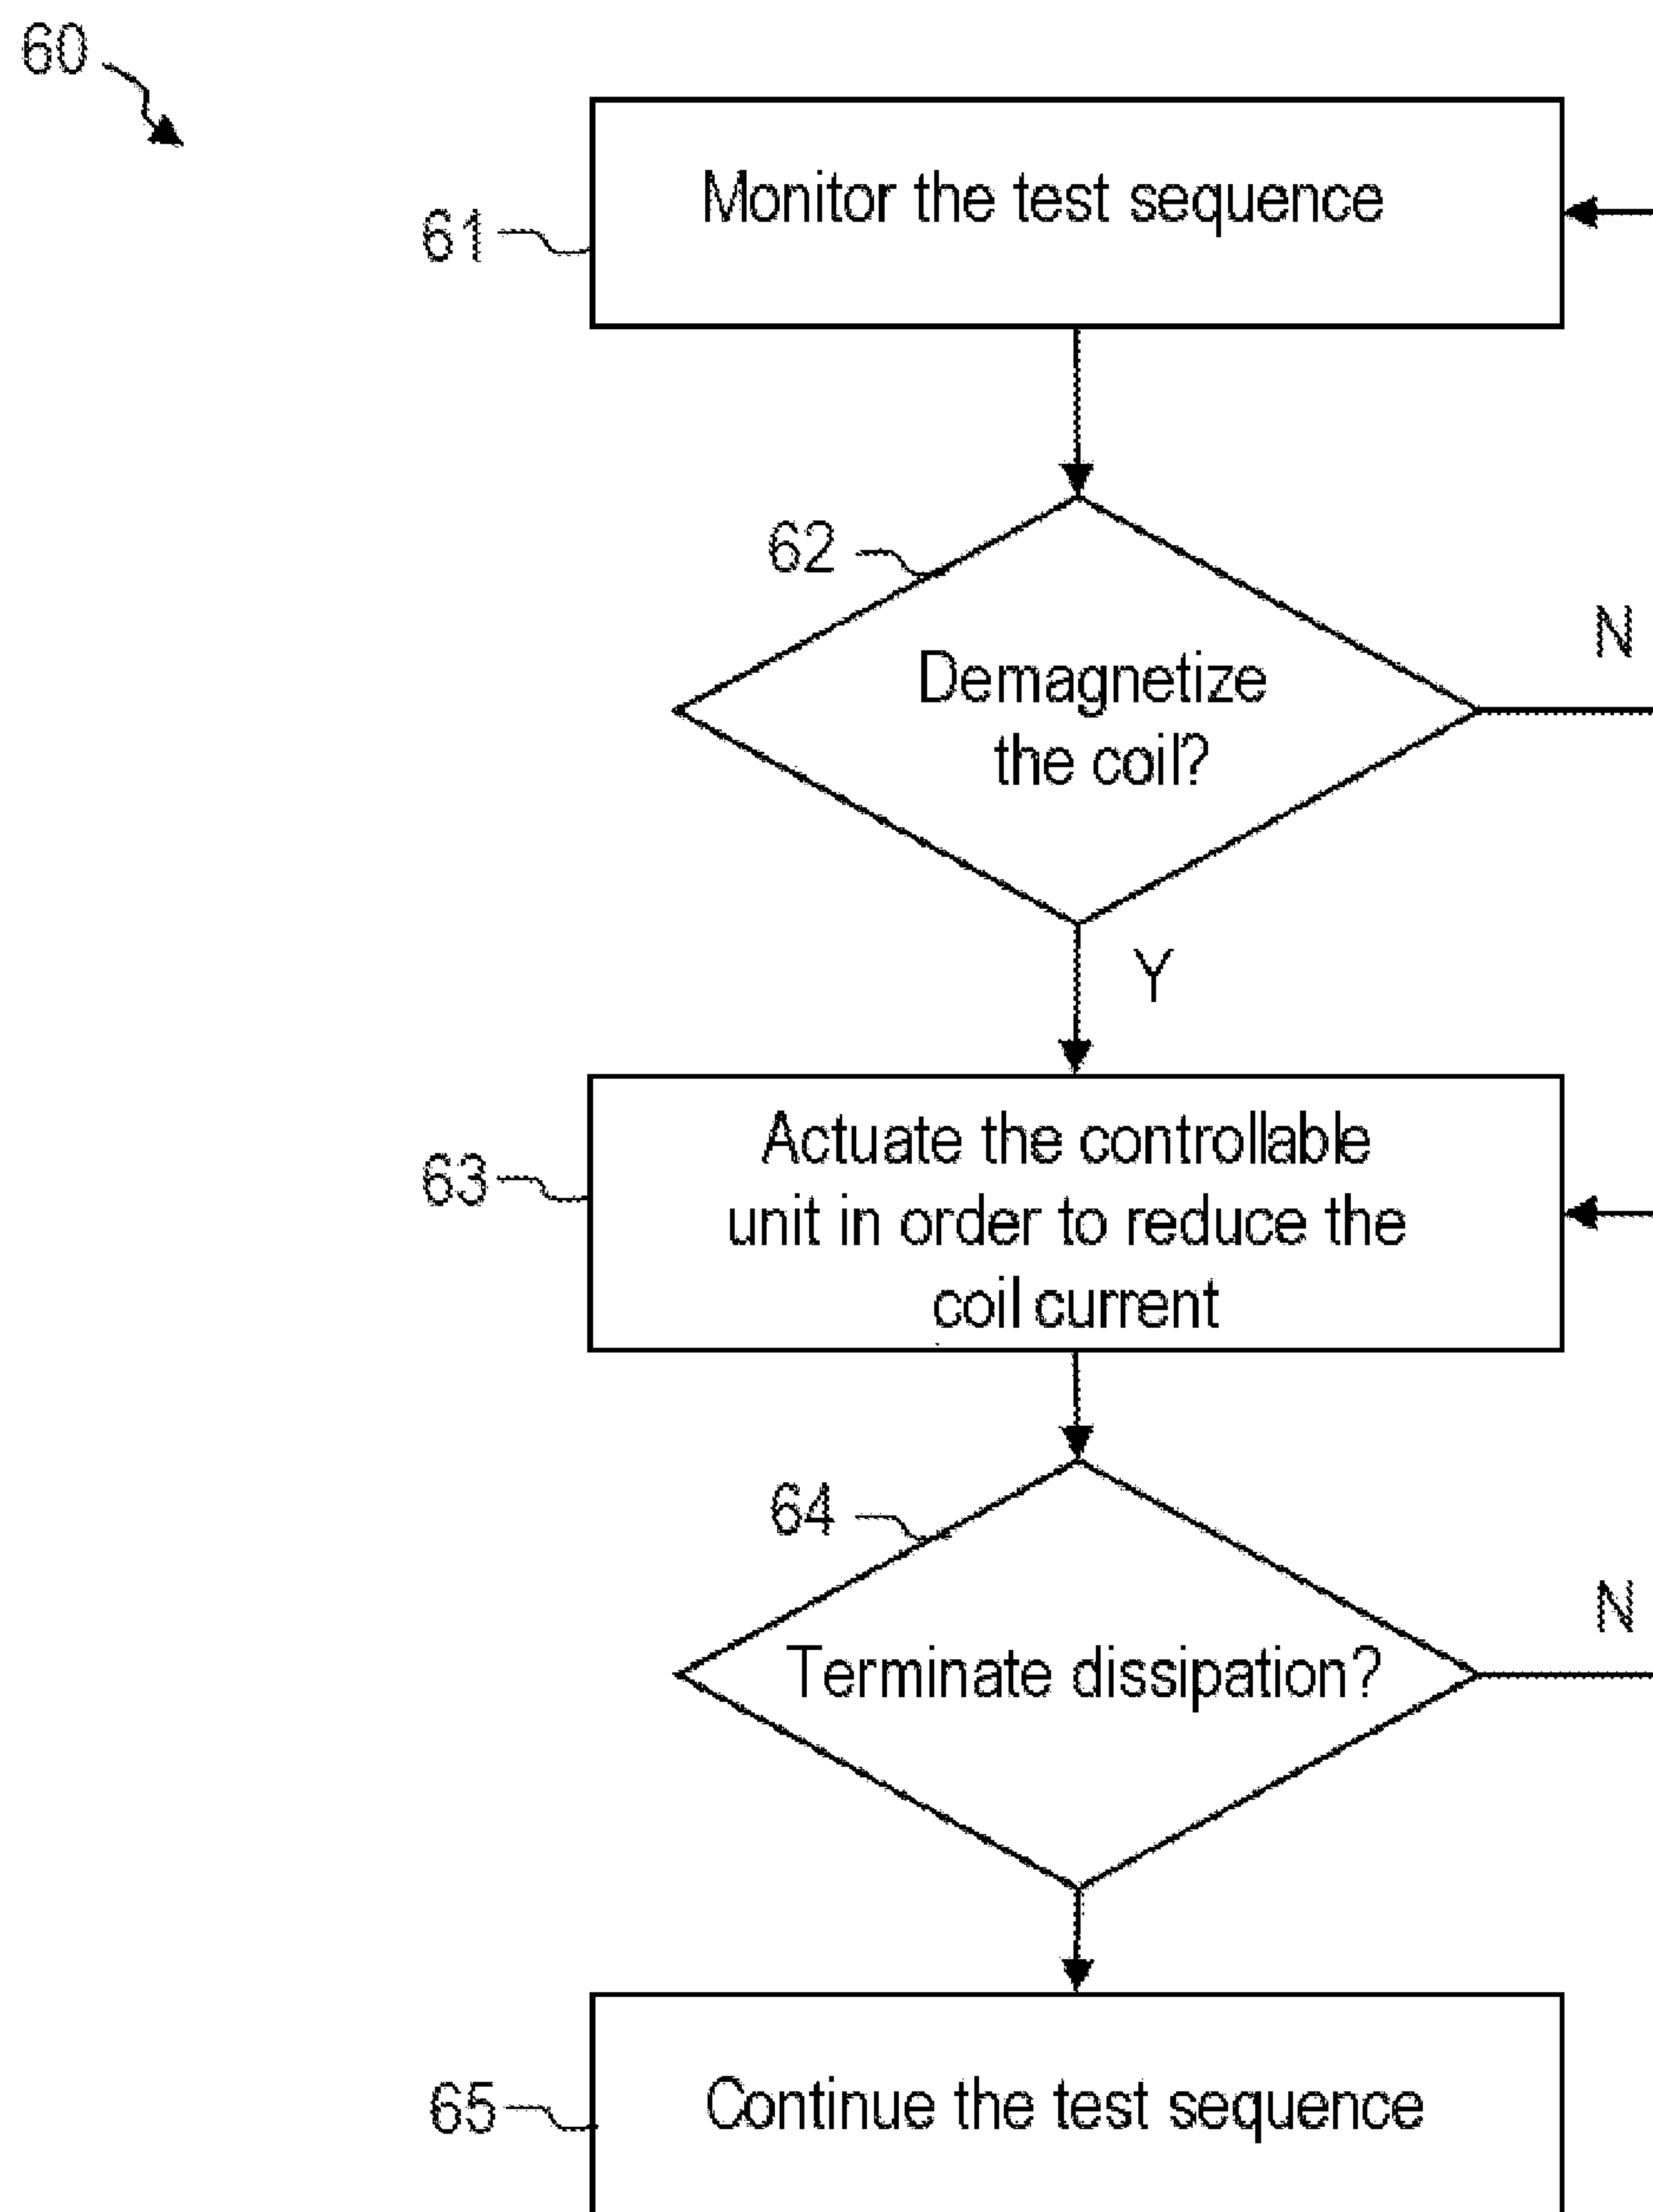 60
Monitor the test sequence
61
62
N
Demagnetize
the coil?
Y
Actuate the controllable
63
unit in order to reduce the
coil current
64
N
Terminate dissipation?
65
Continue the test sequence